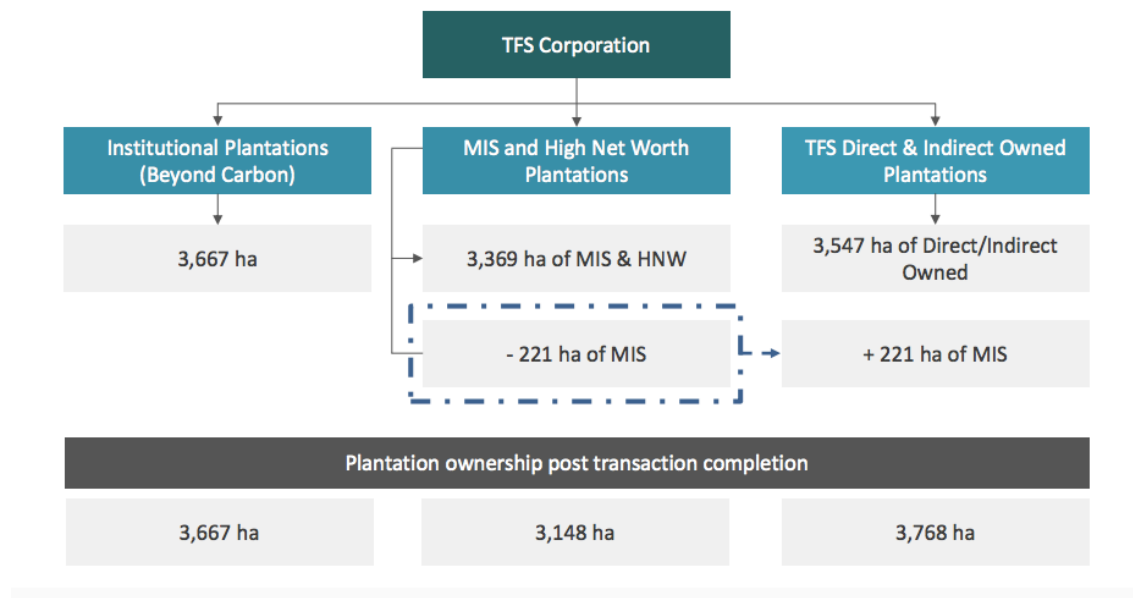 TFS Corporation
Institutional Plantations
(Beyond Carbon)
MIS and High Net Worth
Plantations
TFS Direct & Indirect Owned
Plantations
3,667 ha
3,369 ha of MIS & HNW
3,547 ha of Direct/Indirect
Owned
- 221 ha of MIS
+ 221 ha of MIS
Plantation ownership post transaction completion
3,667 ha
3,148 ha
3,768 ha